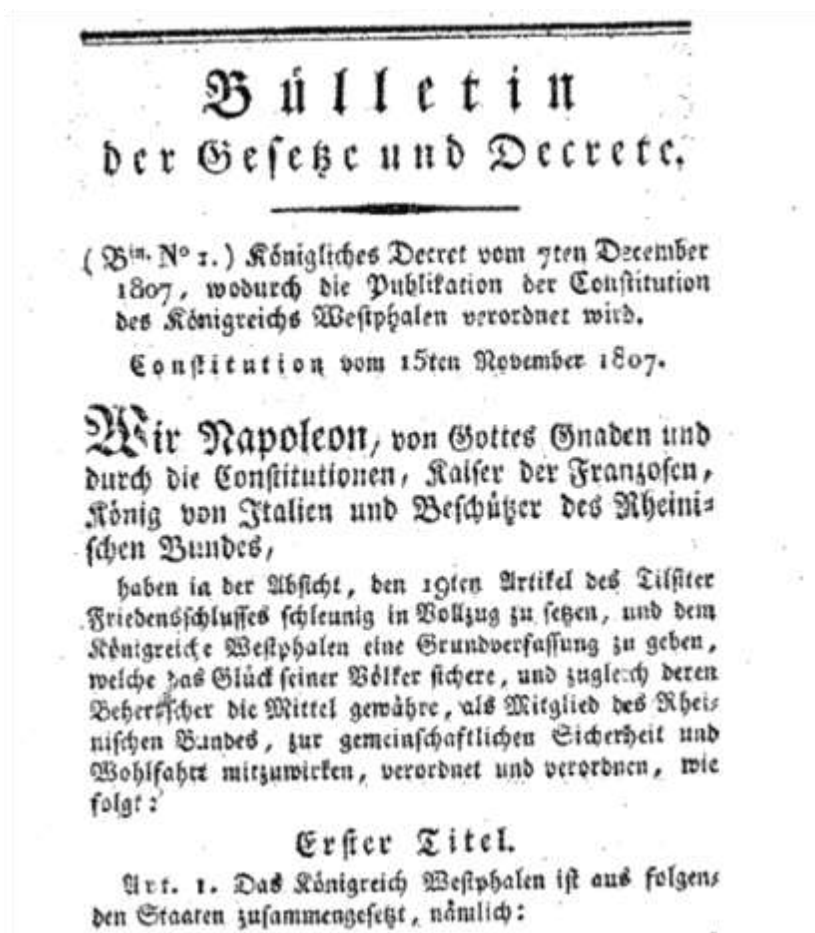 Bülletin
der Gesetze und Decrete.
(Bin. No 1.) Königliches Decret vom 7ten December
1807, wodurch die Publikation der Constitution
des Königreichs Westphalen verordnet wird.
Constitution vom 15ten November 1807.
Wir Napoleon, von Gottes Gnaden und
durch die Constitutionen, Kaiser der Franzosen,
König von Italien und Beschützer des Rheini-
schen Bundes,
haben in der Absicht, den 19ten Artikel des Tilsiter
Friedensschlusses schleunig in Vollzug zu setzen, und dem
Königreiche Westphalen eine Grundverfassung zu geben,
welche das Glück seiner Völker sichere, und zugleich deren
Beherrscher die Mittel gewähre, als Mitglied des Rhei-
nischen Bundes, zur gemeinschaftlichen Sicherheit und
Wohlfahrt mitzuwirken, verordnet und verordnen, wie
folgt:
Erster Titel.
Art. 1. Das Königreich Westphalen ist aus folgen-
den Staaten zusammengesetzt, nämlich: